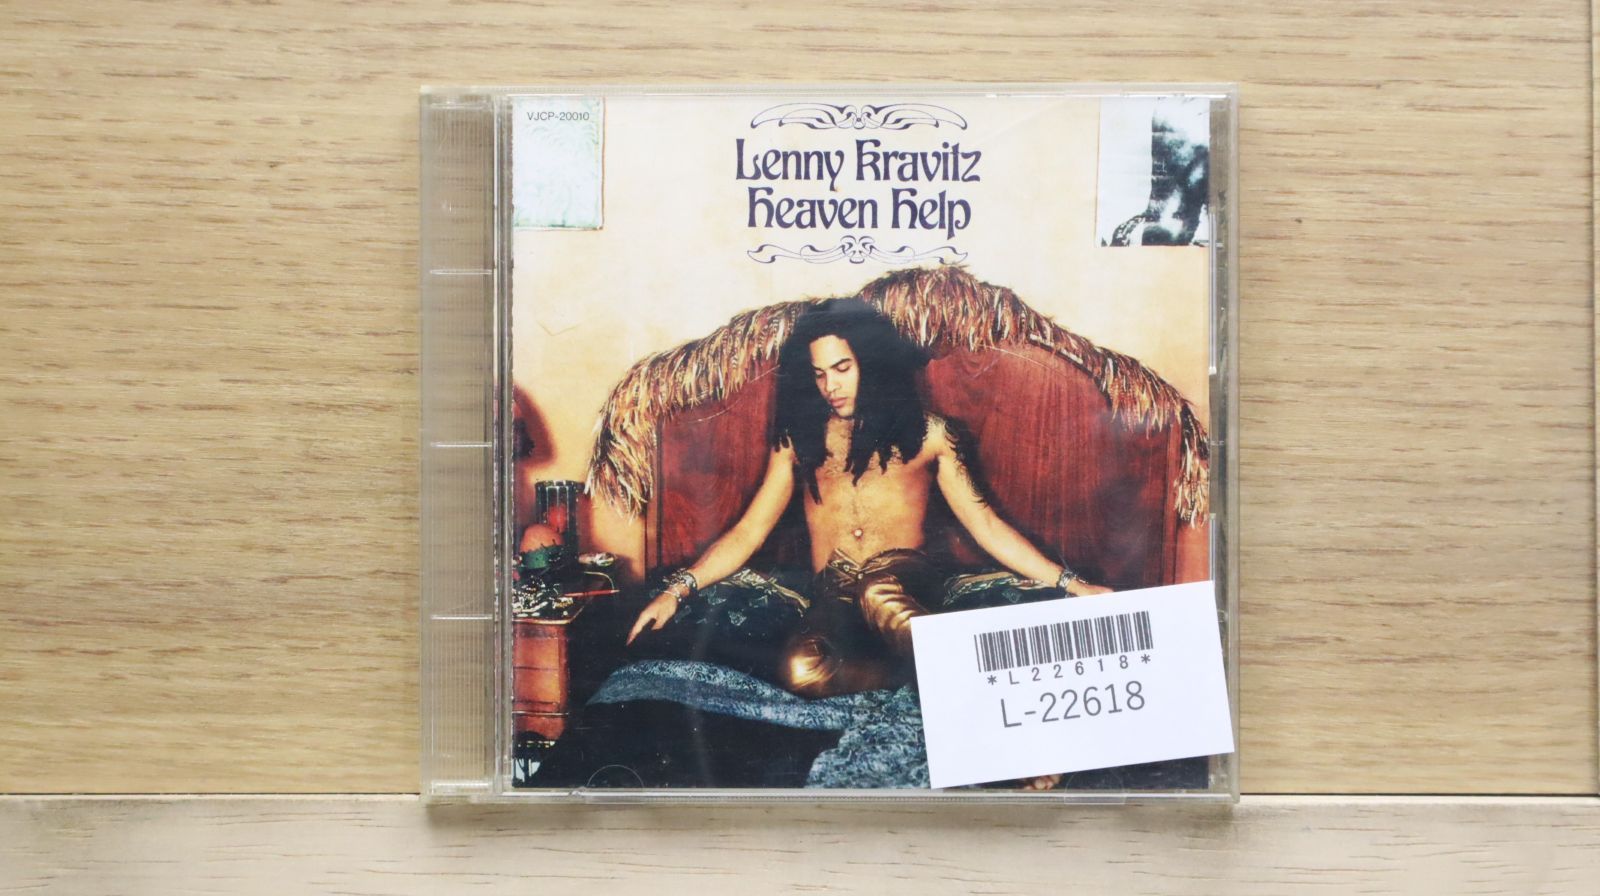 VJCP-20010
Lenny Kravitz
Heaven Help
*L22618*
L-22618